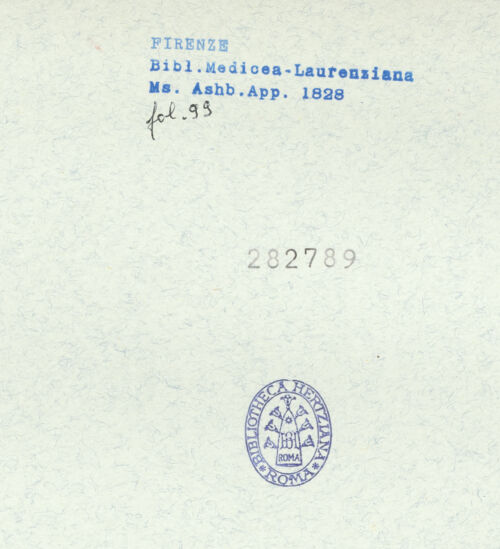 FIRENZE
Bibl.Medicea-Laurenziana
Ms. Ashb.App. 1828
fol. 99
282789
BIBLIOTHECA HERTZIANA
ROMA
* ROMA *